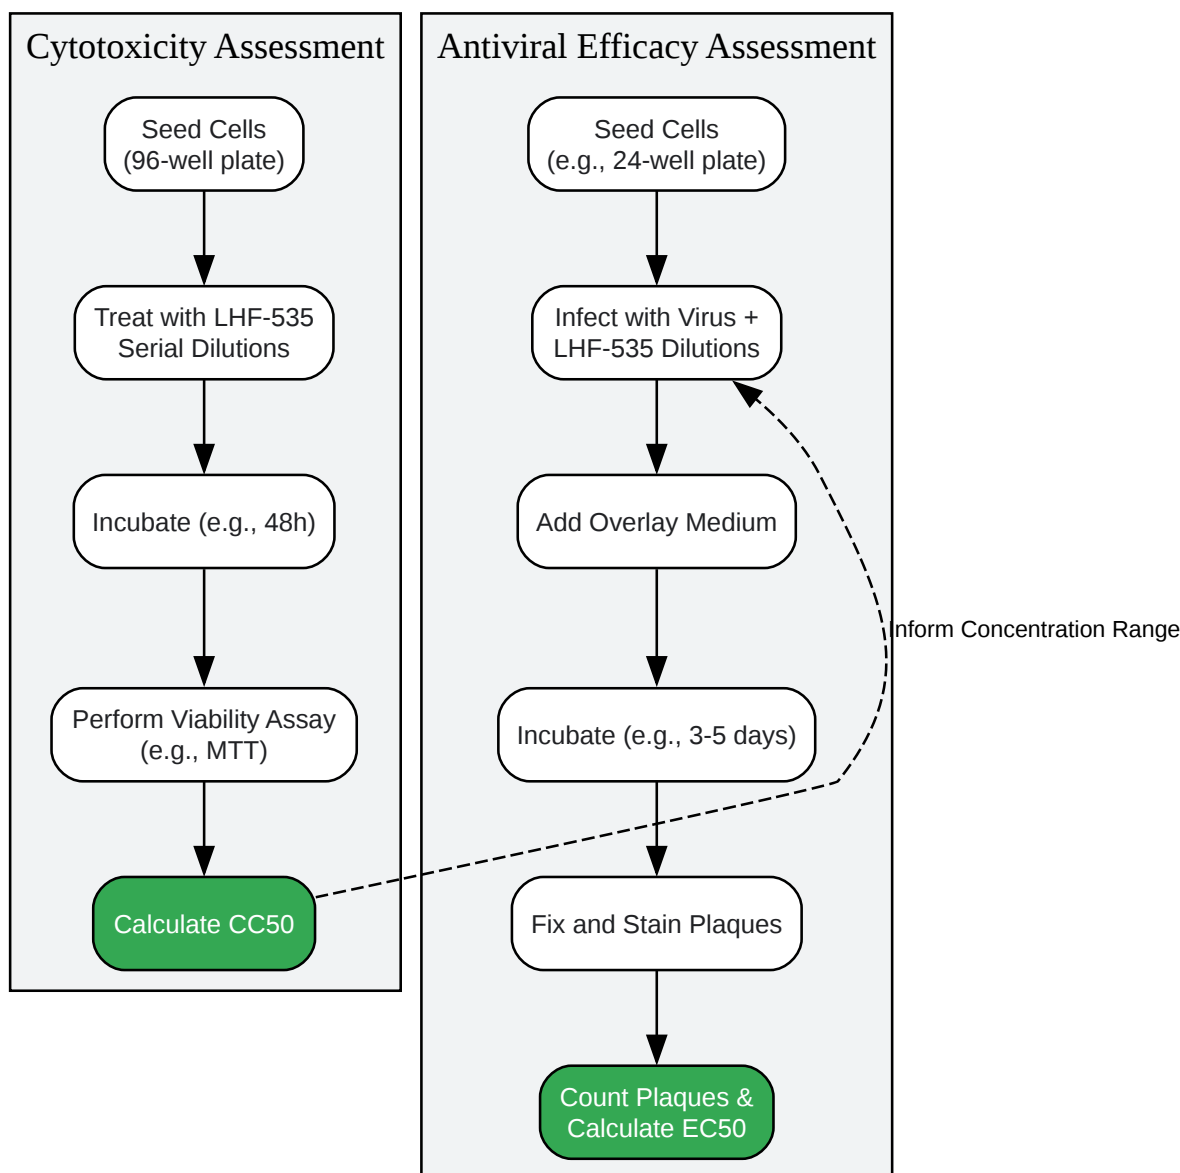 Cytotoxicity Assessment
Seed Cells
(96-well plate)
Treat with LHF-535
Serial Dilutions
Incubate (e.g., 48h)
Perform Viability Assay
(e.g., MTT)
Calculate CC50
Antiviral Efficacy Assessment
Seed Cells
(e.g., 24-well plate)
Infect with Virus +
LHF-535 Dilutions
Add Overlay Medium
Incubate (e.g., 3-5 days)
Fix and Stain Plaques
Count Plaques &
Calculate EC50
Inform Concentration Range